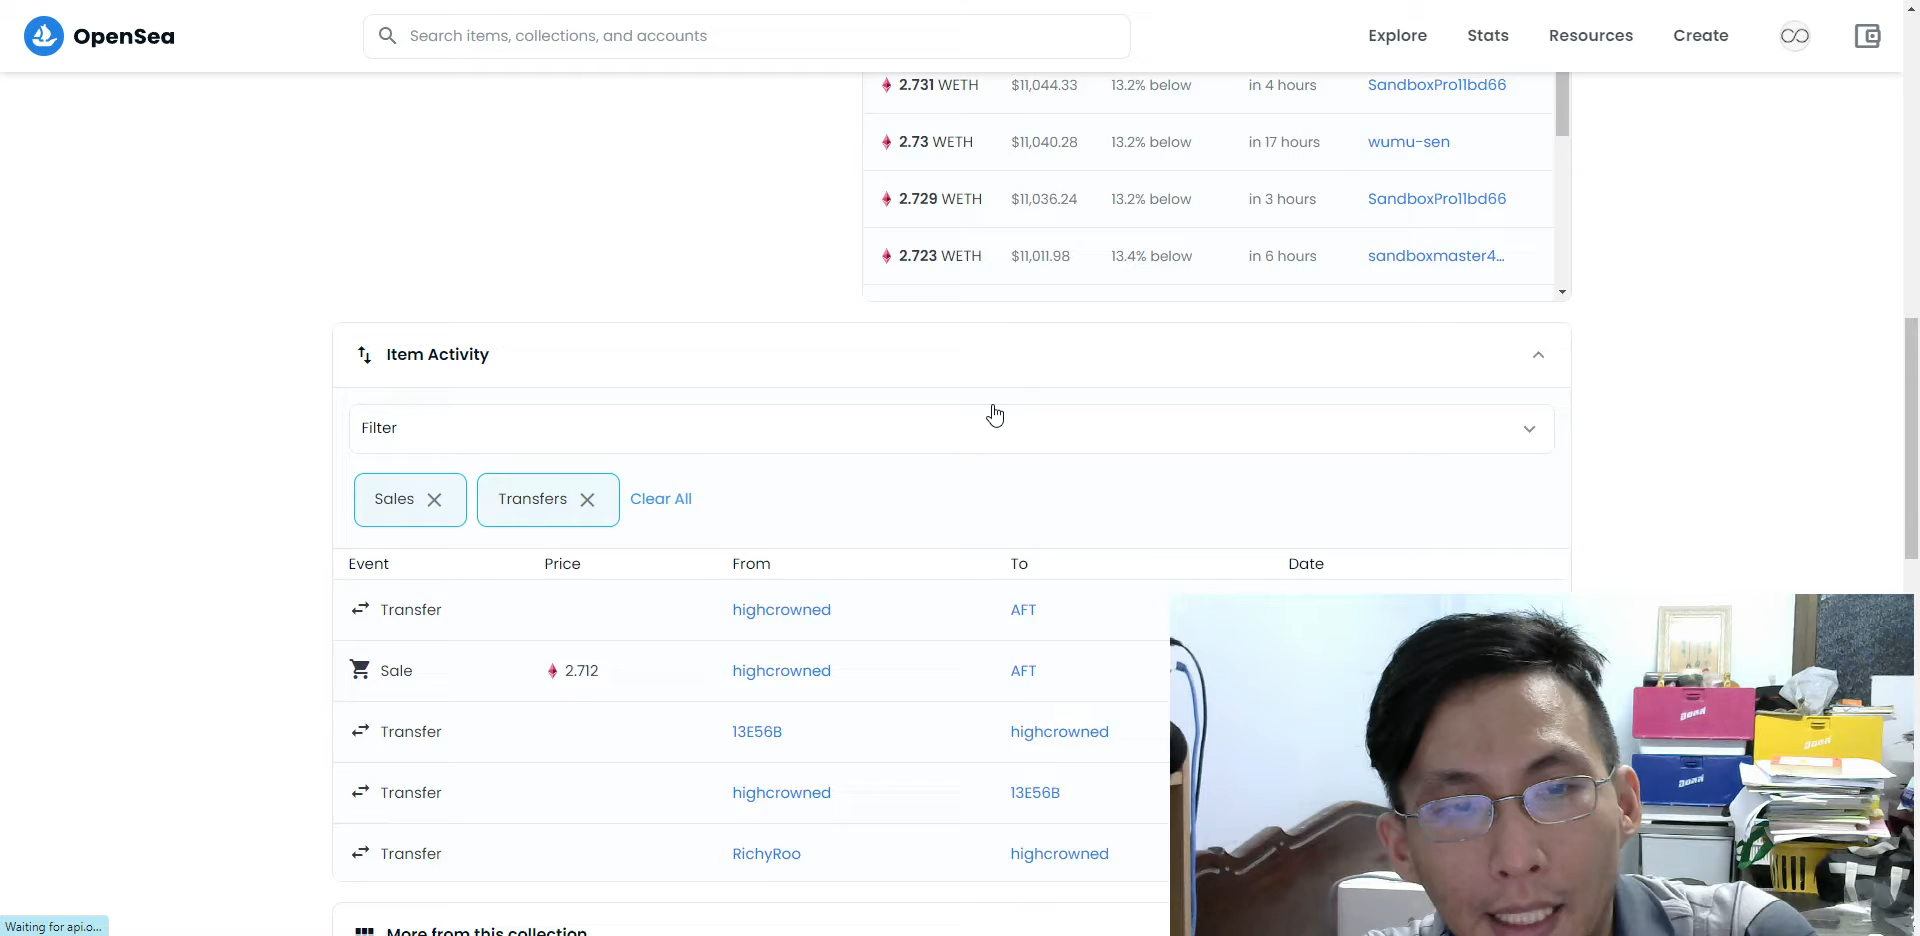 OpenSea
Search items, collections, and accounts
Explore
Stats
Resources
Create
2.731 WETH $11,044.33 13.2% below in 4 hours SandboxPro11bd66
2.73 WETH $11,040.28 13.2% below in 17 hours wumu-sen
2.729 WETH $11,036.24 13.2% below in 3 hours SandboxPro11bd66
2.723 WETH $11,011.98 13.4% below in 6 hours sandboxmaster4...
Item Activity
Filter
Sales
Transfers
Clear All
Event Price From To Date
Transfer highcrowned AFT
Sale 2.712 highcrowned AFT
Transfer 13E56B highcrowned
Transfer highcrowned 13E56B
Transfer RichyRoo highcrowned
More from this collection
Waiting for api.o...